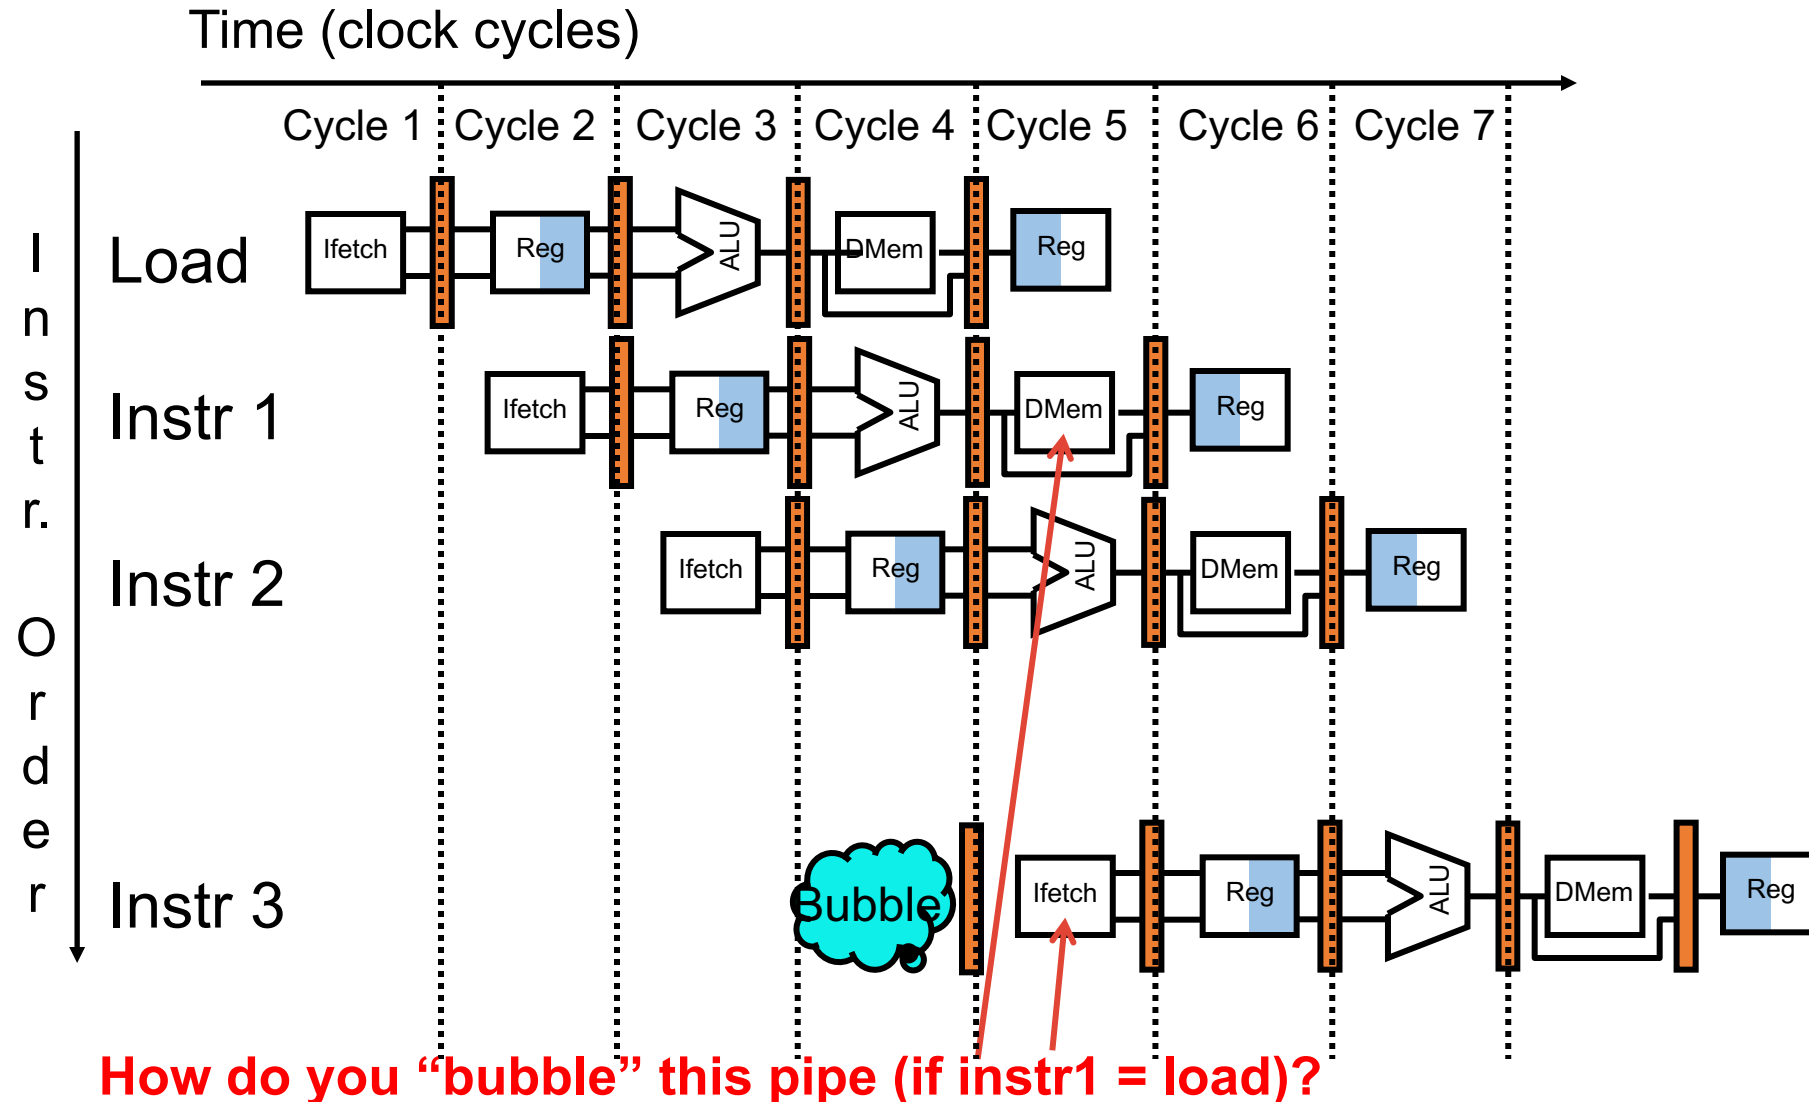 Time (clock cycles)
Cycle 1 Cycle 2 Cycle 3 Cycle 4 Cycle 5 Cycle 6 Cycle 7
Instr. Order
Load Ifetch Reg ALU DMem Reg
Instr 1 Ifetch Reg ALU DMem Reg
Instr 2 Ifetch Reg ALU DMem Reg
Instr 3 Bubble Ifetch Reg ALU DMem Reg
How do you “bubble” this pipe (if instr1 = load)?